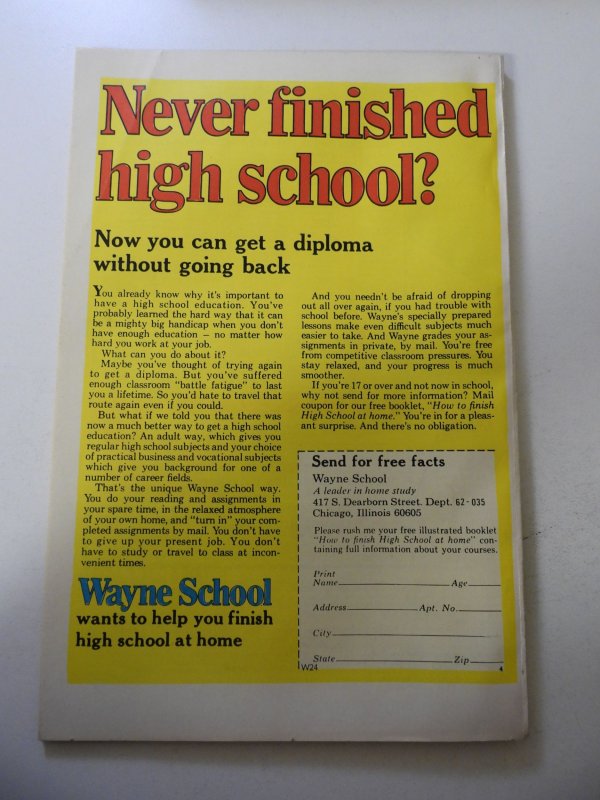 Never finished
high school?
Now you can get a diploma
without going back
You already know why it's important to
have a high school education. You've
probably learned the hard way that it can
be a mighty big handicap when you don't
have enough education – no matter how
hard you work at your job.
What can you do about it?
Maybe you've thought of trying again
to get a diploma. But you've suffered
enough classroom "battle fatigue" to last
you a lifetime. So you'd hate to travel that
route again even if you could.
But what if we told you that there was
now a much better way to get a high school
education? An adult way, which gives you
regular high school subjects and your choice
of practical business and vocational subjects
which give you background for one of a
number of career fields.
That's the unique Wayne School way.
You do your reading and assignments in
your spare time, in the relaxed atmosphere
of your own home, and "turn in" your com-
pleted assignments by mail. You don't have
to give up your present job. You don't
have to study or travel to class at incon-
venient times.
Wayne School
wants to help you finish
high school at home
And you needn't be afraid of dropping
out all over again, if you had trouble with
school before. Wayne's specially prepared
lessons make even difficult subjects much
easier to take. And Wayne grades your as-
signments in private, by mail. You're free
from competitive classroom pressures. You
stay relaxed, and your progress is much
smoother.
If you're 17 or over and not now in school,
why not send for more information? Mail
coupon for our free booklet, "How to finish
High School at home." You're in for a pleas-
ant surprise. And there's no obligation.
Send for free facts
Wayne School
A leader in home study
417 S. Dearborn Street. Dept. 62-035
Chicago, Illinois 60605
Please rush me your free illustrated booklet
"How to finish High School at home" con-
taining full information about your courses.
Print
Name Age
Address Apt. No.
City
State Zip
W24 4